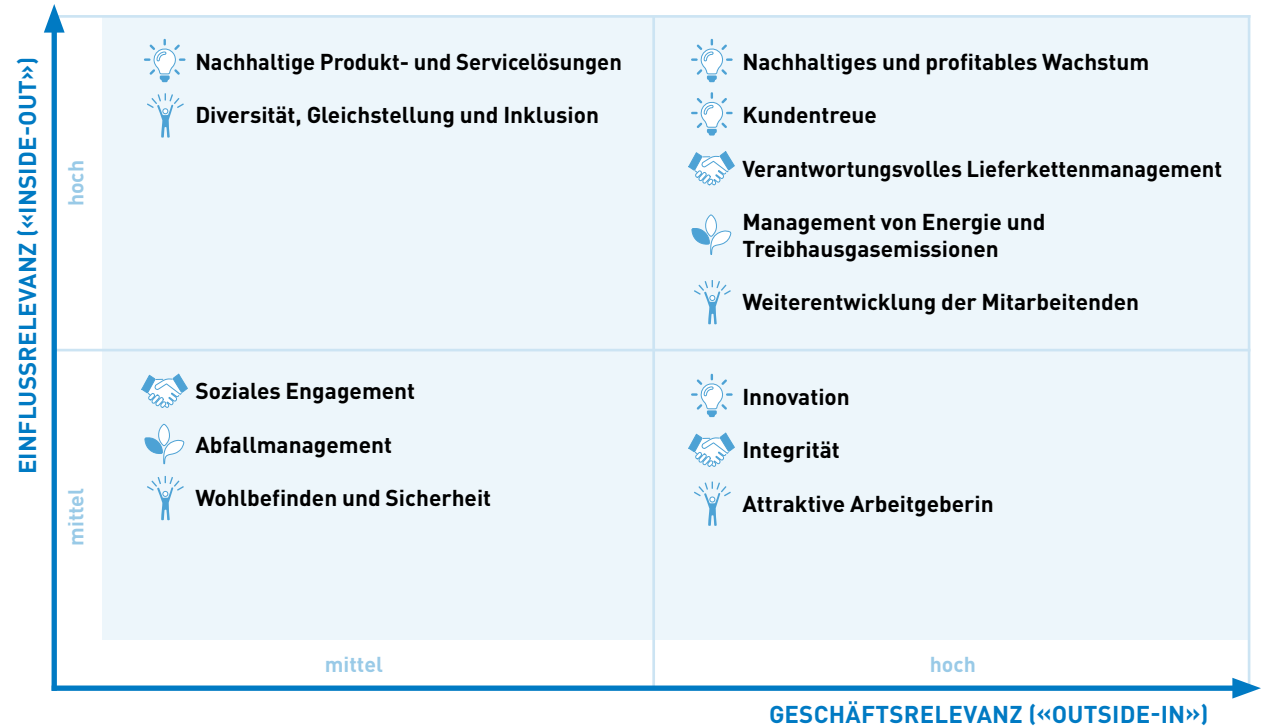 EINFLUSSRELEVANZ («INSIDE-OUT»)
hoch
Nachhaltige Produkt- und Servicelösungen
Diversität, Gleichstellung und Inklusion
Nachhaltiges und profitables Wachstum
Kundentreue
Verantwortungsvolles Lieferkettenmanagement
Management von Energie und
Treibhausgasemissionen
Weiterentwicklung der Mitarbeitenden
mittel
Soziales Engagement
Abfallmanagement
Wohlbefinden und Sicherheit
Innovation
Integrität
Attraktive Arbeitgeberin
mittel
hoch
GESCHÄFTSRELEVANZ («OUTSIDE-IN»)